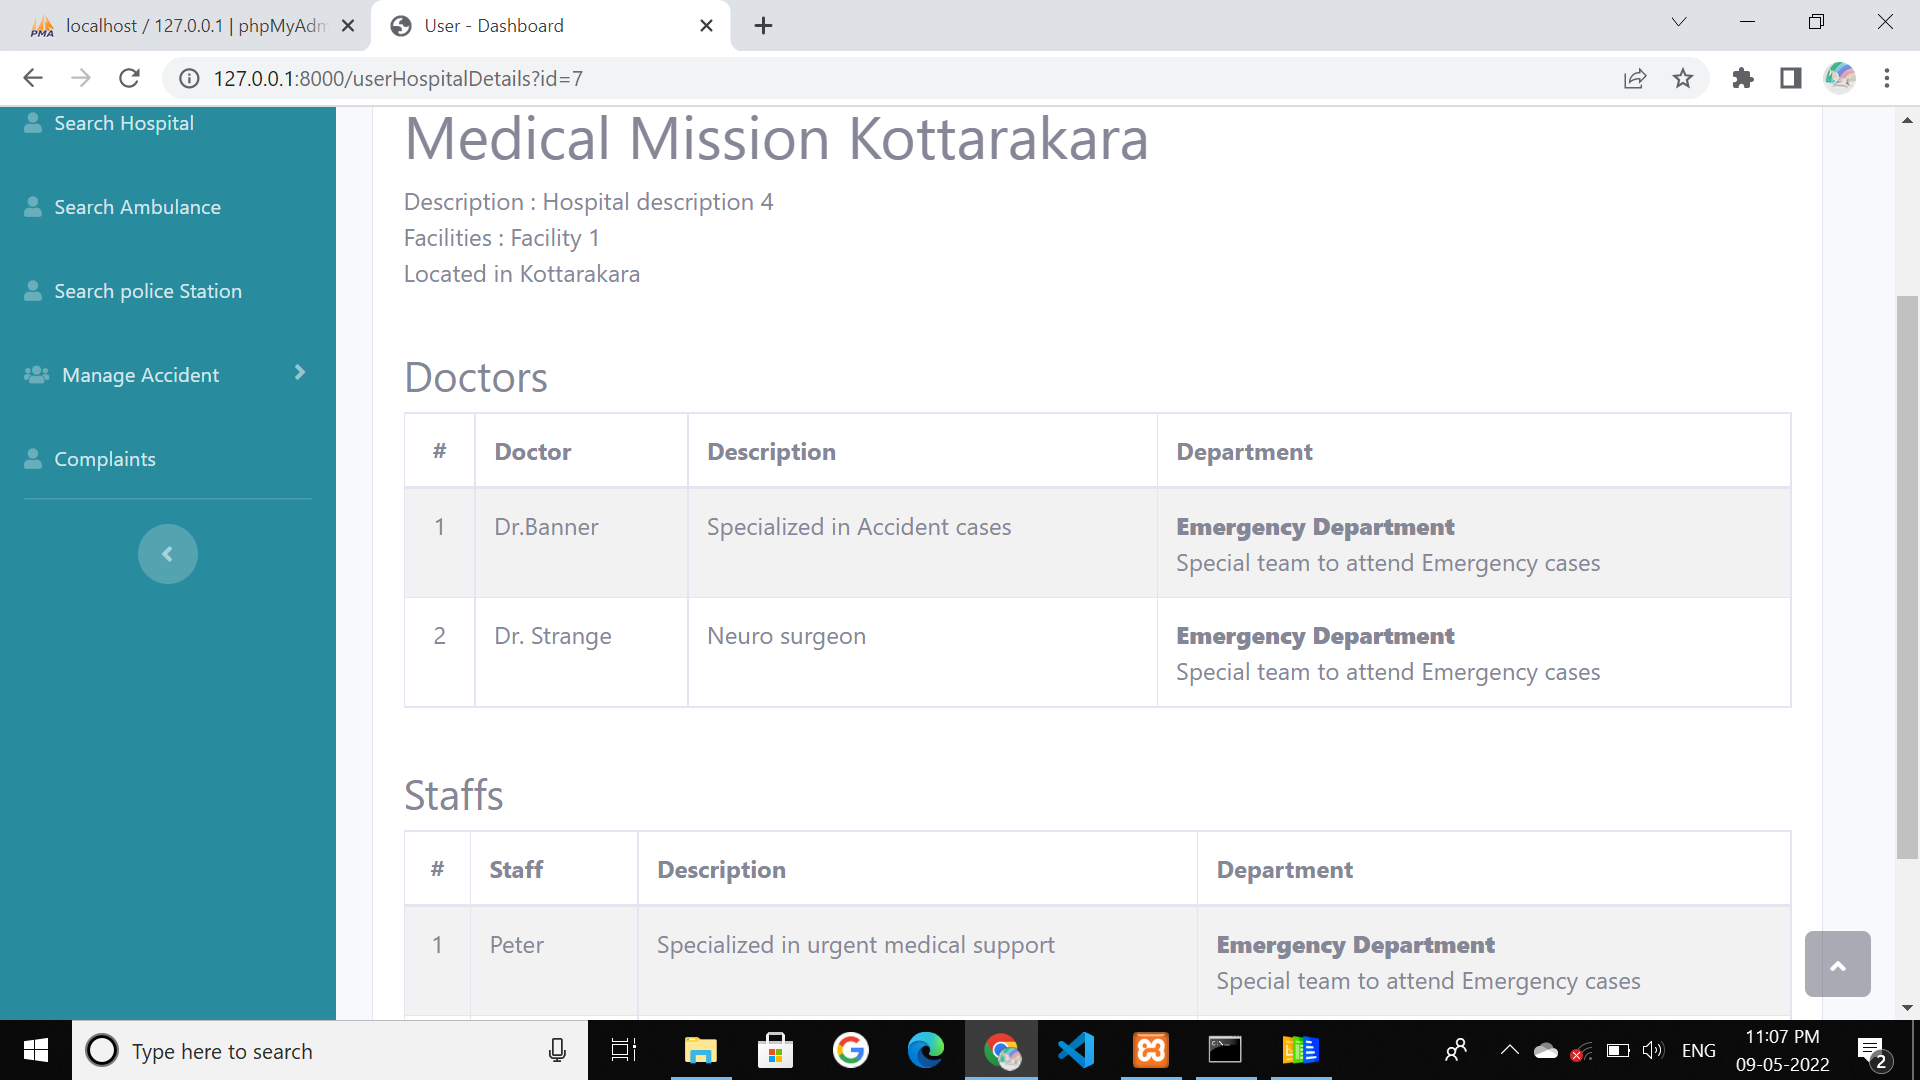 localhost / 127.0.0.1 | phpMyAdm
User - Dashboard
127.0.0.1:8000/userHospitalDetails?id=7
Search Hospital
Search Ambulance
Search police Station
Manage Accident
Complaints
Medical Mission Kottarakara
Description : Hospital description 4
Facilities : Facility 1
Located in Kottarakara
Doctors
# Doctor Description Department
1 Dr.Banner Specialized in Accident cases Emergency Department
Special team to attend Emergency cases
2 Dr. Strange Neuro surgeon Emergency Department
Special team to attend Emergency cases
Staffs
# Staff Description Department
1 Peter Specialized in urgent medical support Emergency Department
Special team to attend Emergency cases
Type here to search
ENG
11:07 PM
09-05-2022
2